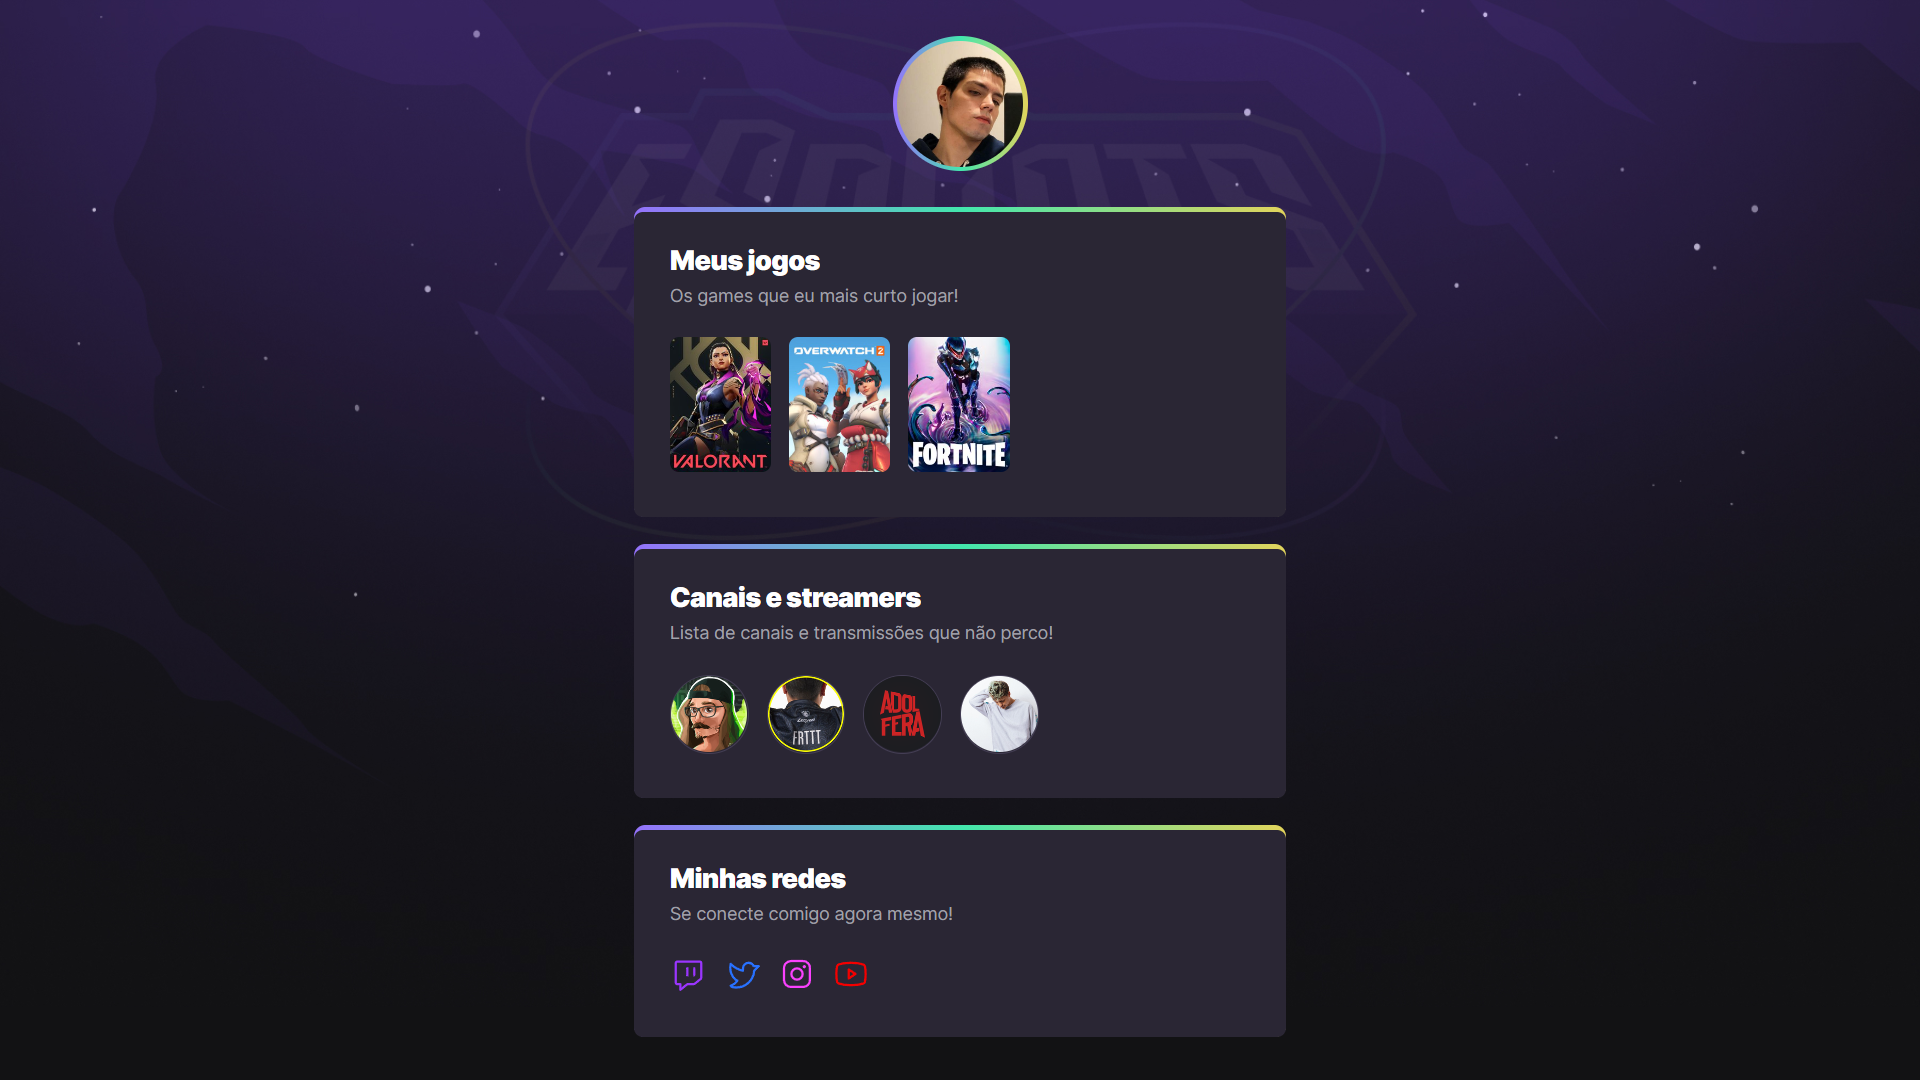 ESPORTS
Meus jogos
Os games que eu mais curto jogar!
VALORANT
OVERWATCH 2
FORTNITE
Canais e streamers
Lista de canais e transmissões que não perco!
FRTTT
ADOL
FERA
Minhas redes
Se conecte comigo agora mesmo!